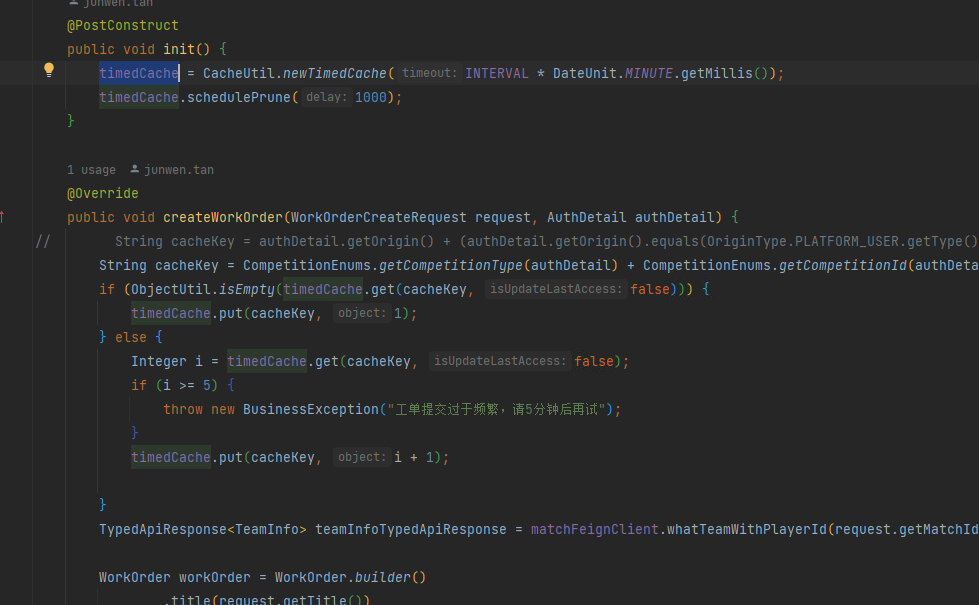 junwen.tan
@PostConstruct
public void init() {
timedCache = CacheUtil.newTimedCache( timeout: INTERVAL * DateUnit.MINUTE.getMillis());
timedCache.schedulePrune( delay: 1000);
}
1 usage junwen.tan
@Override
public void createWorkOrder(WorkOrderCreateRequest request, AuthDetail authDetail) {
// String cacheKey = authDetail.getOrigin() + (authDetail.getOrigin().equals(OriginType.PLATFORM_USER.getType()
String cacheKey = CompetitionEnums.getCompetitionType(authDetail) + CompetitionEnums.getCompetitionId(authDeta
if (ObjectUtil.isEmpty(timedCache.get(cacheKey, isUpdateLastAccess: false))) {
timedCache.put(cacheKey, object: 1);
} else {
Integer i = timedCache.get(cacheKey, isUpdateLastAccess: false);
if (i >= 5) {
throw new BusinessException("工单提交过于频繁，请5分钟后再试");
}
timedCache.put(cacheKey, object: i + 1);
}
TypedApiResponse<TeamInfo> teamInfoTypedApiResponse = matchFeignClient.whatTeamWithPlayerId(request.getMatchId
WorkOrder workOrder = WorkOrder.builder()
.title(request.getTitle())